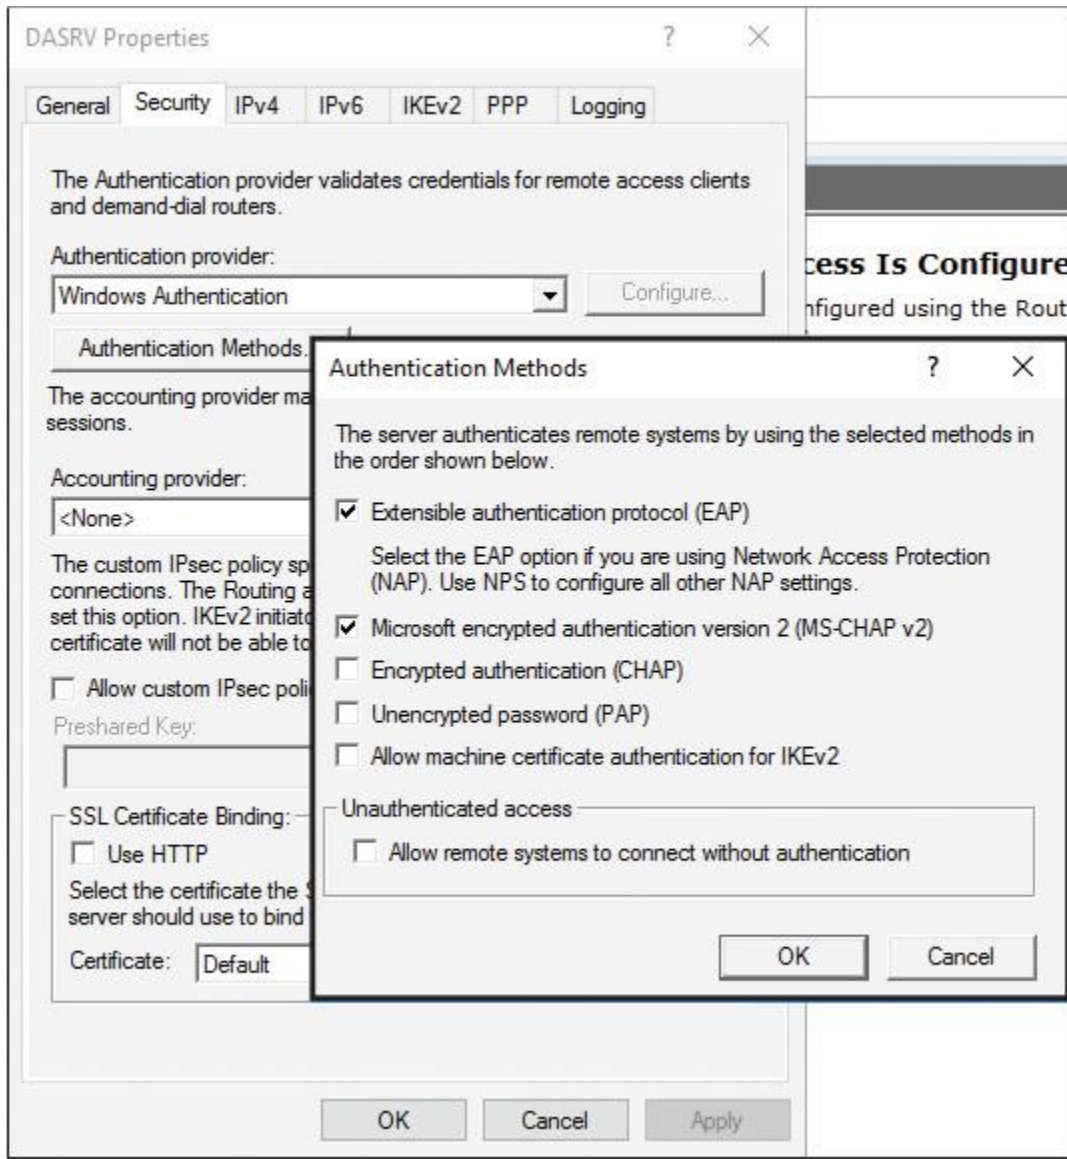 DASRV Properties
General Security IPv4 IPv6 IKEv2 PPP Logging
The Authentication provider validates credentials for remote access clients
and demand-dial routers.
Authentication provider:
Windows Authentication
Configure...
Authentication Methods.
The accounting provider ma
sessions.
Accounting provider:
<None>
The custom IPsec policy sp
connections. The Routing a
set this option. IKEv2 initiato
certificate will not be able to
Allow custom IPsec poli
Preshared Key:
SSL Certificate Binding:
Use HTTP
Select the certificate the S
server should use to bind
Certificate: Default
OK Cancel Apply
cess Is Configure
nfigured using the Rout
Authentication Methods
The server authenticates remote systems by using the selected methods in
the order shown below.
Extensible authentication protocol (EAP)
Select the EAP option if you are using Network Access Protection
(NAP). Use NPS to configure all other NAP settings.
Microsoft encrypted authentication version 2 (MS-CHAP v2)
Encrypted authentication (CHAP)
Unencrypted password (PAP)
Allow machine certificate authentication for IKEv2
Unauthenticated access
Allow remote systems to connect without authentication
OK Cancel